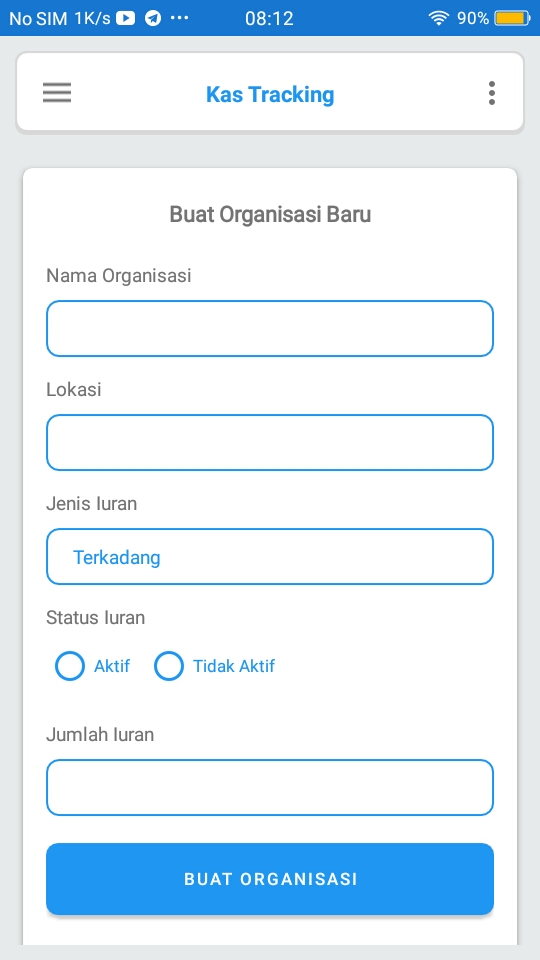 No SIM 1K/s ... 08:12 90%
Kas Tracking
Buat Organisasi Baru
Nama Organisasi
Lokasi
Jenis Iuran
Terkadang
Status Iuran
Aktif Tidak Aktif
Jumlah Iuran
BUAT ORGANISASI